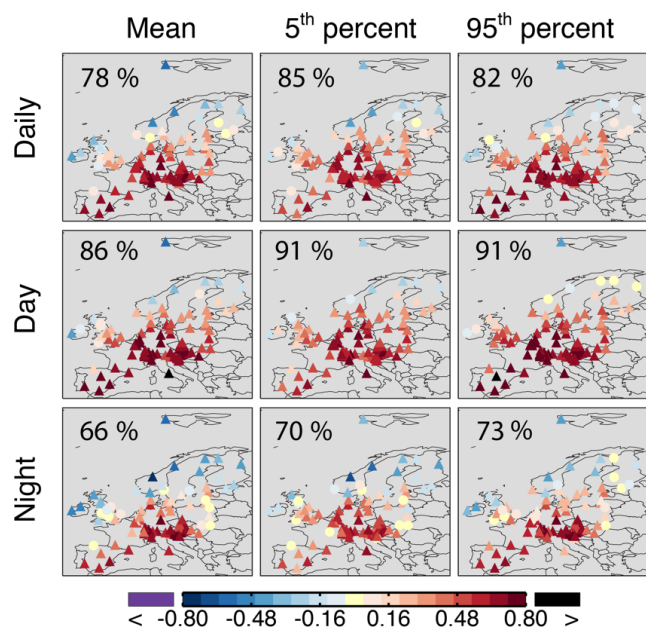 Mean 5th percent 95th percent
Daily 78 % 85 % 82 %
Day 86 % 91 % 91 %
Night 66 % 70 % 73 %
< -0.80 -0.48 -0.16 0.16 0.48 0.80 >